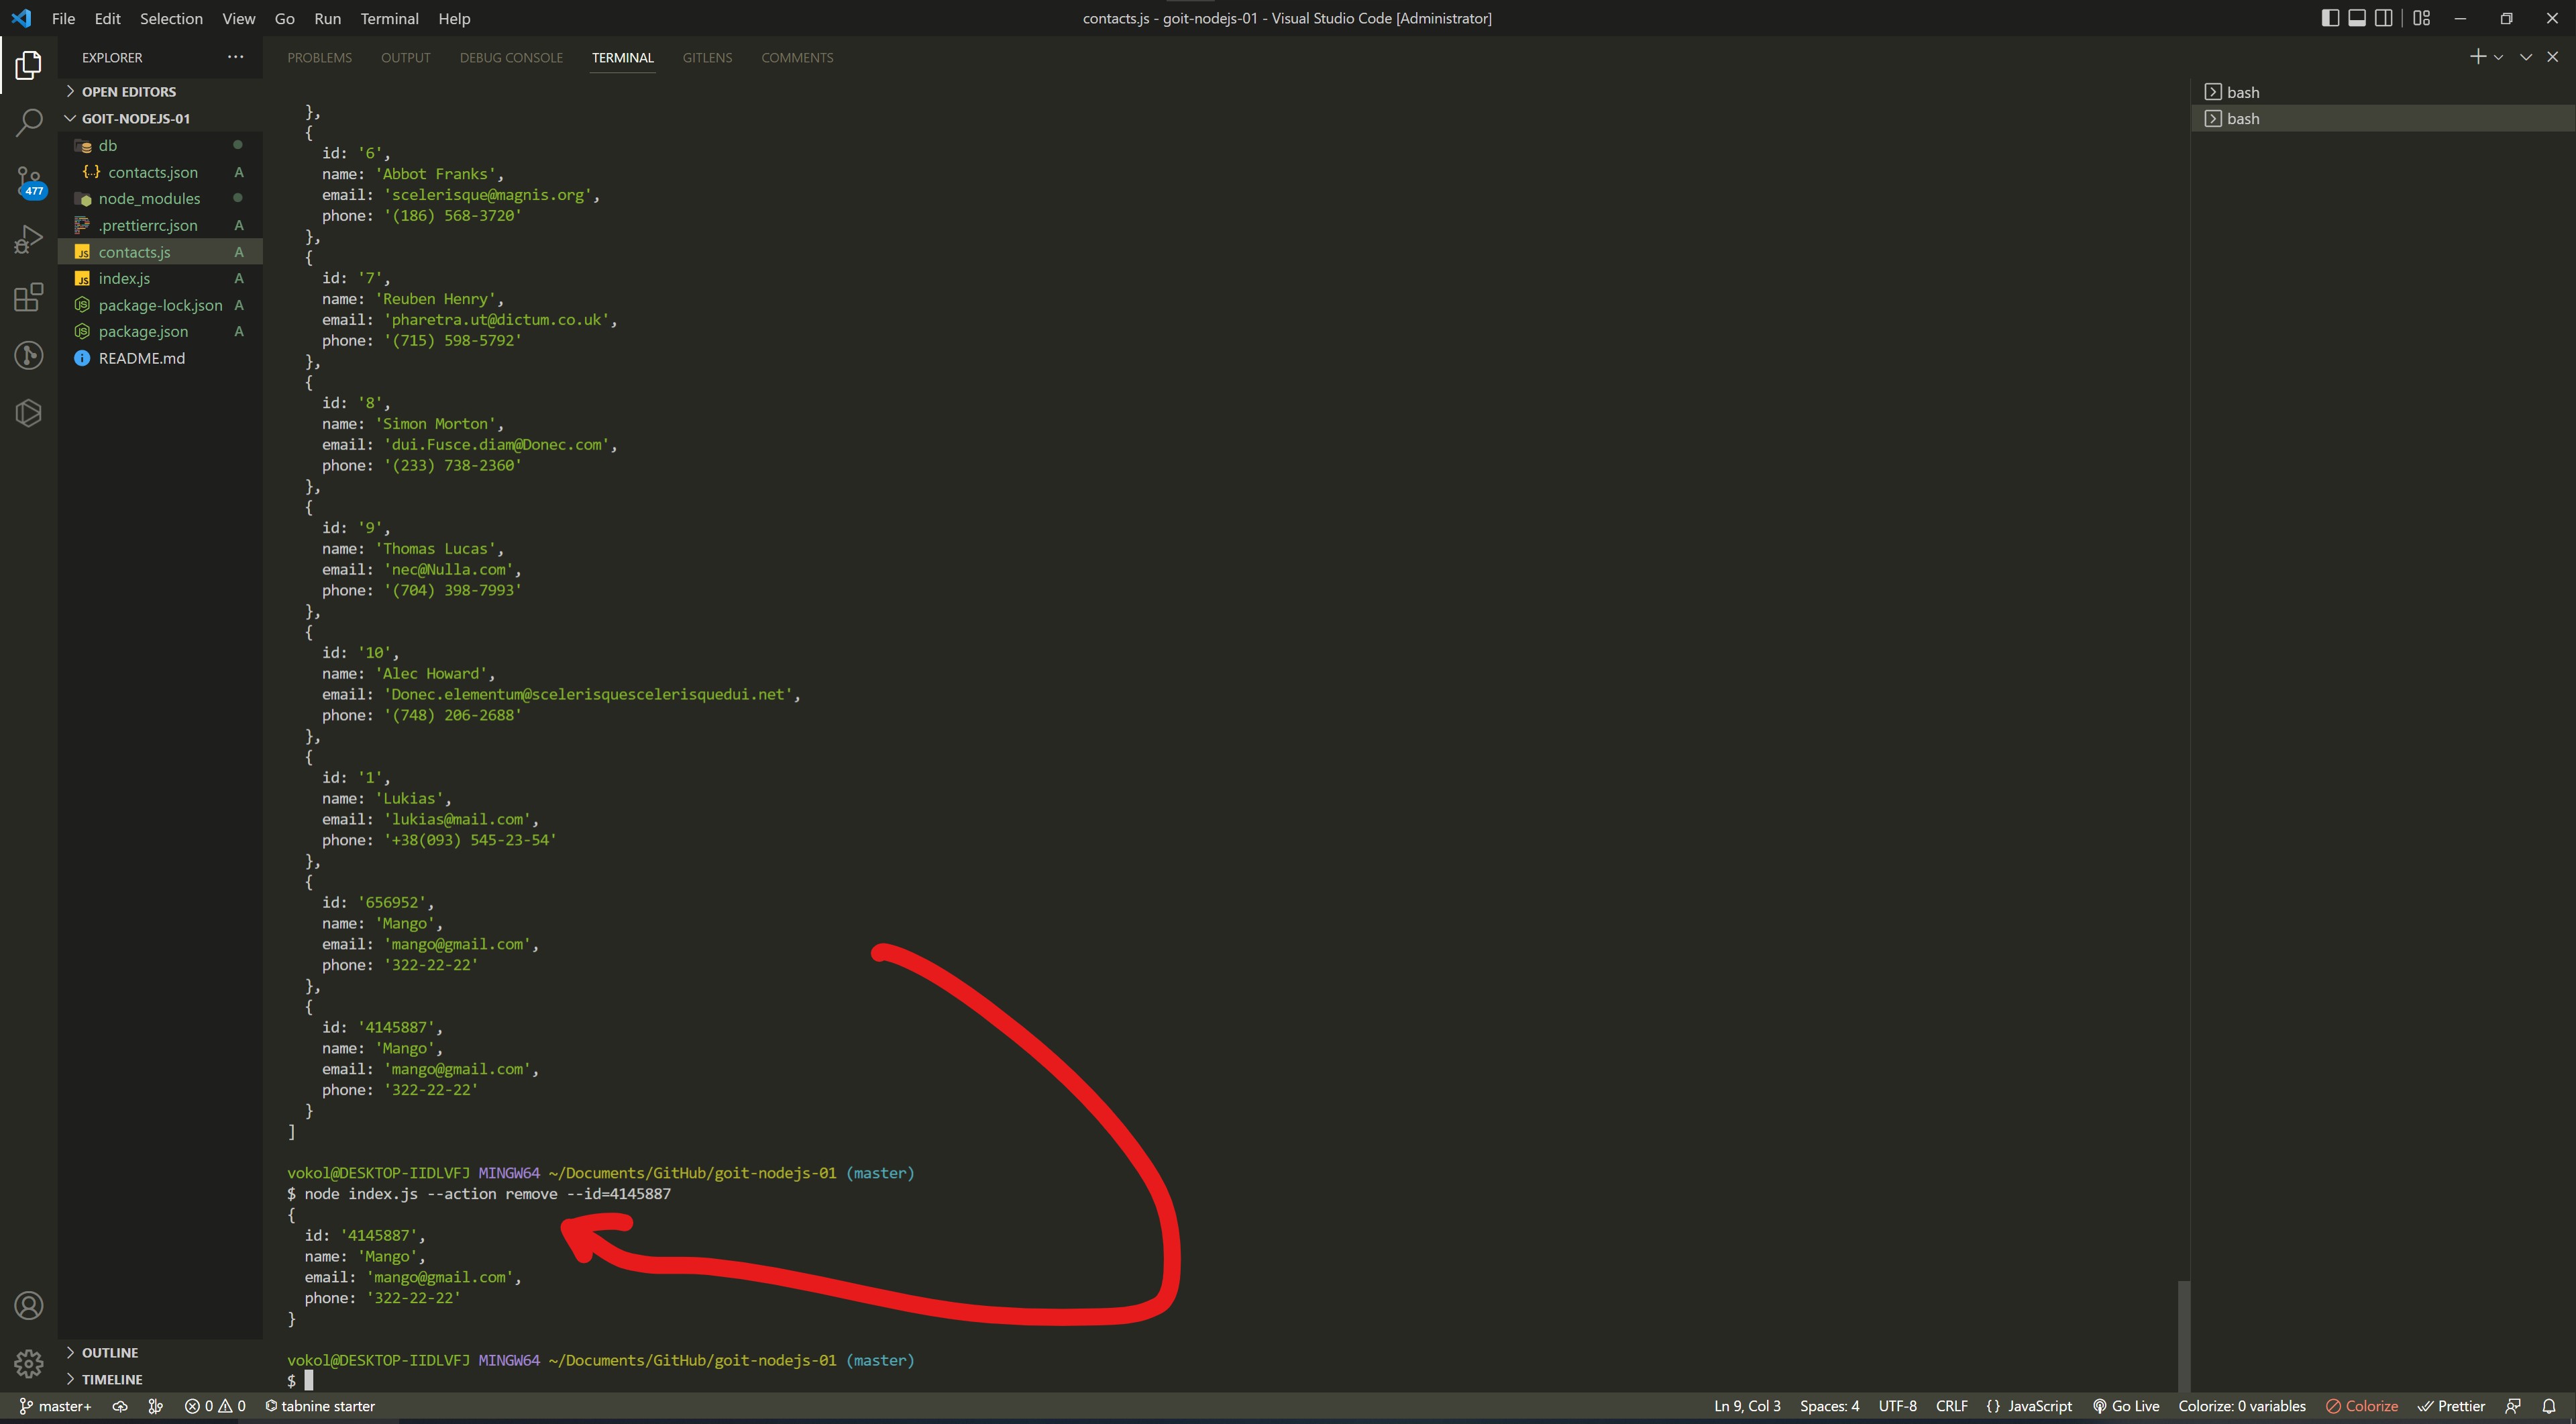 File Edit Selection View Go Run Terminal Help
contacts.js - goit-nodejs-01 - Visual Studio Code [Administrator]
EXPLORER
PROBLEMS OUTPUT DEBUG CONSOLE TERMINAL GITLENS COMMENTS
OPEN EDITORS
GOIT-NODEJS-01
db
{..} contacts.json A
node_modules
.prettierrc.json A
JS contacts.js A
JS index.js A
package-lock.json A
package.json A
README.md
477
OUTLINE
TIMELINE
},
{
id: '6',
name: 'Abbot Franks',
email: 'scelerisque@magnis.org',
phone: '(186) 568-3720'
},
{
id: '7',
name: 'Reuben Henry',
email: 'pharetra.ut@dictum.co.uk',
phone: '(715) 598-5792'
},
{
id: '8',
name: 'Simon Morton',
email: 'dui.Fusce.diam@Donec.com',
phone: '(233) 738-2360'
},
{
id: '9',
name: 'Thomas Lucas',
email: 'nec@Nulla.com',
phone: '(704) 398-7993'
},
{
id: '10',
name: 'Alec Howard',
email: 'Donec.elementum@scelerisquescelerisquedui.net',
phone: '(748) 206-2688'
},
{
id: '1',
name: 'Lukias',
email: 'lukias@mail.com',
phone: '+38(093) 545-23-54'
},
{
id: '656952',
name: 'Mango',
email: 'mango@gmail.com',
phone: '322-22-22'
},
{
id: '4145887',
name: 'Mango',
email: 'mango@gmail.com',
phone: '322-22-22'
}
]
vokol@DESKTOP-IIDLVFJ MINGW64 ~/Documents/GitHub/goit-nodejs-01 (master)
$ node index.js --action remove --id=4145887
{
id: '4145887',
name: 'Mango',
email: 'mango@gmail.com',
phone: '322-22-22'
}
vokol@DESKTOP-IIDLVFJ MINGW64 ~/Documents/GitHub/goit-nodejs-01 (master)
$
bash
bash
master+ 0 0 tabnine starter
Ln 9, Col 3 Spaces: 4 UTF-8 CRLF {} JavaScript Go Live Colorize: 0 variables Colorize Prettier